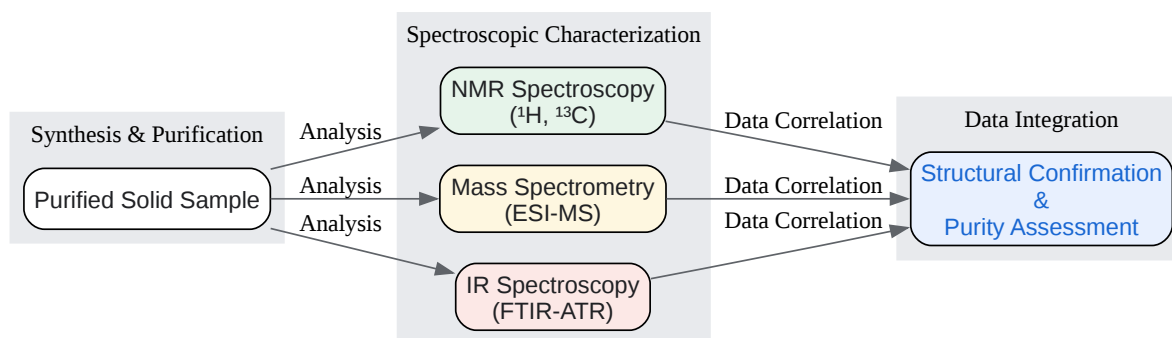 Synthesis & Purification
Purified Solid Sample
Analysis
Analysis
Analysis
Spectroscopic Characterization
NMR Spectroscopy
(¹H, ¹³C)
Mass Spectrometry
(ESI-MS)
IR Spectroscopy
(FTIR-ATR)
Data Correlation
Data Correlation
Data Correlation
Data Integration
Structural Confirmation
&
Purity Assessment